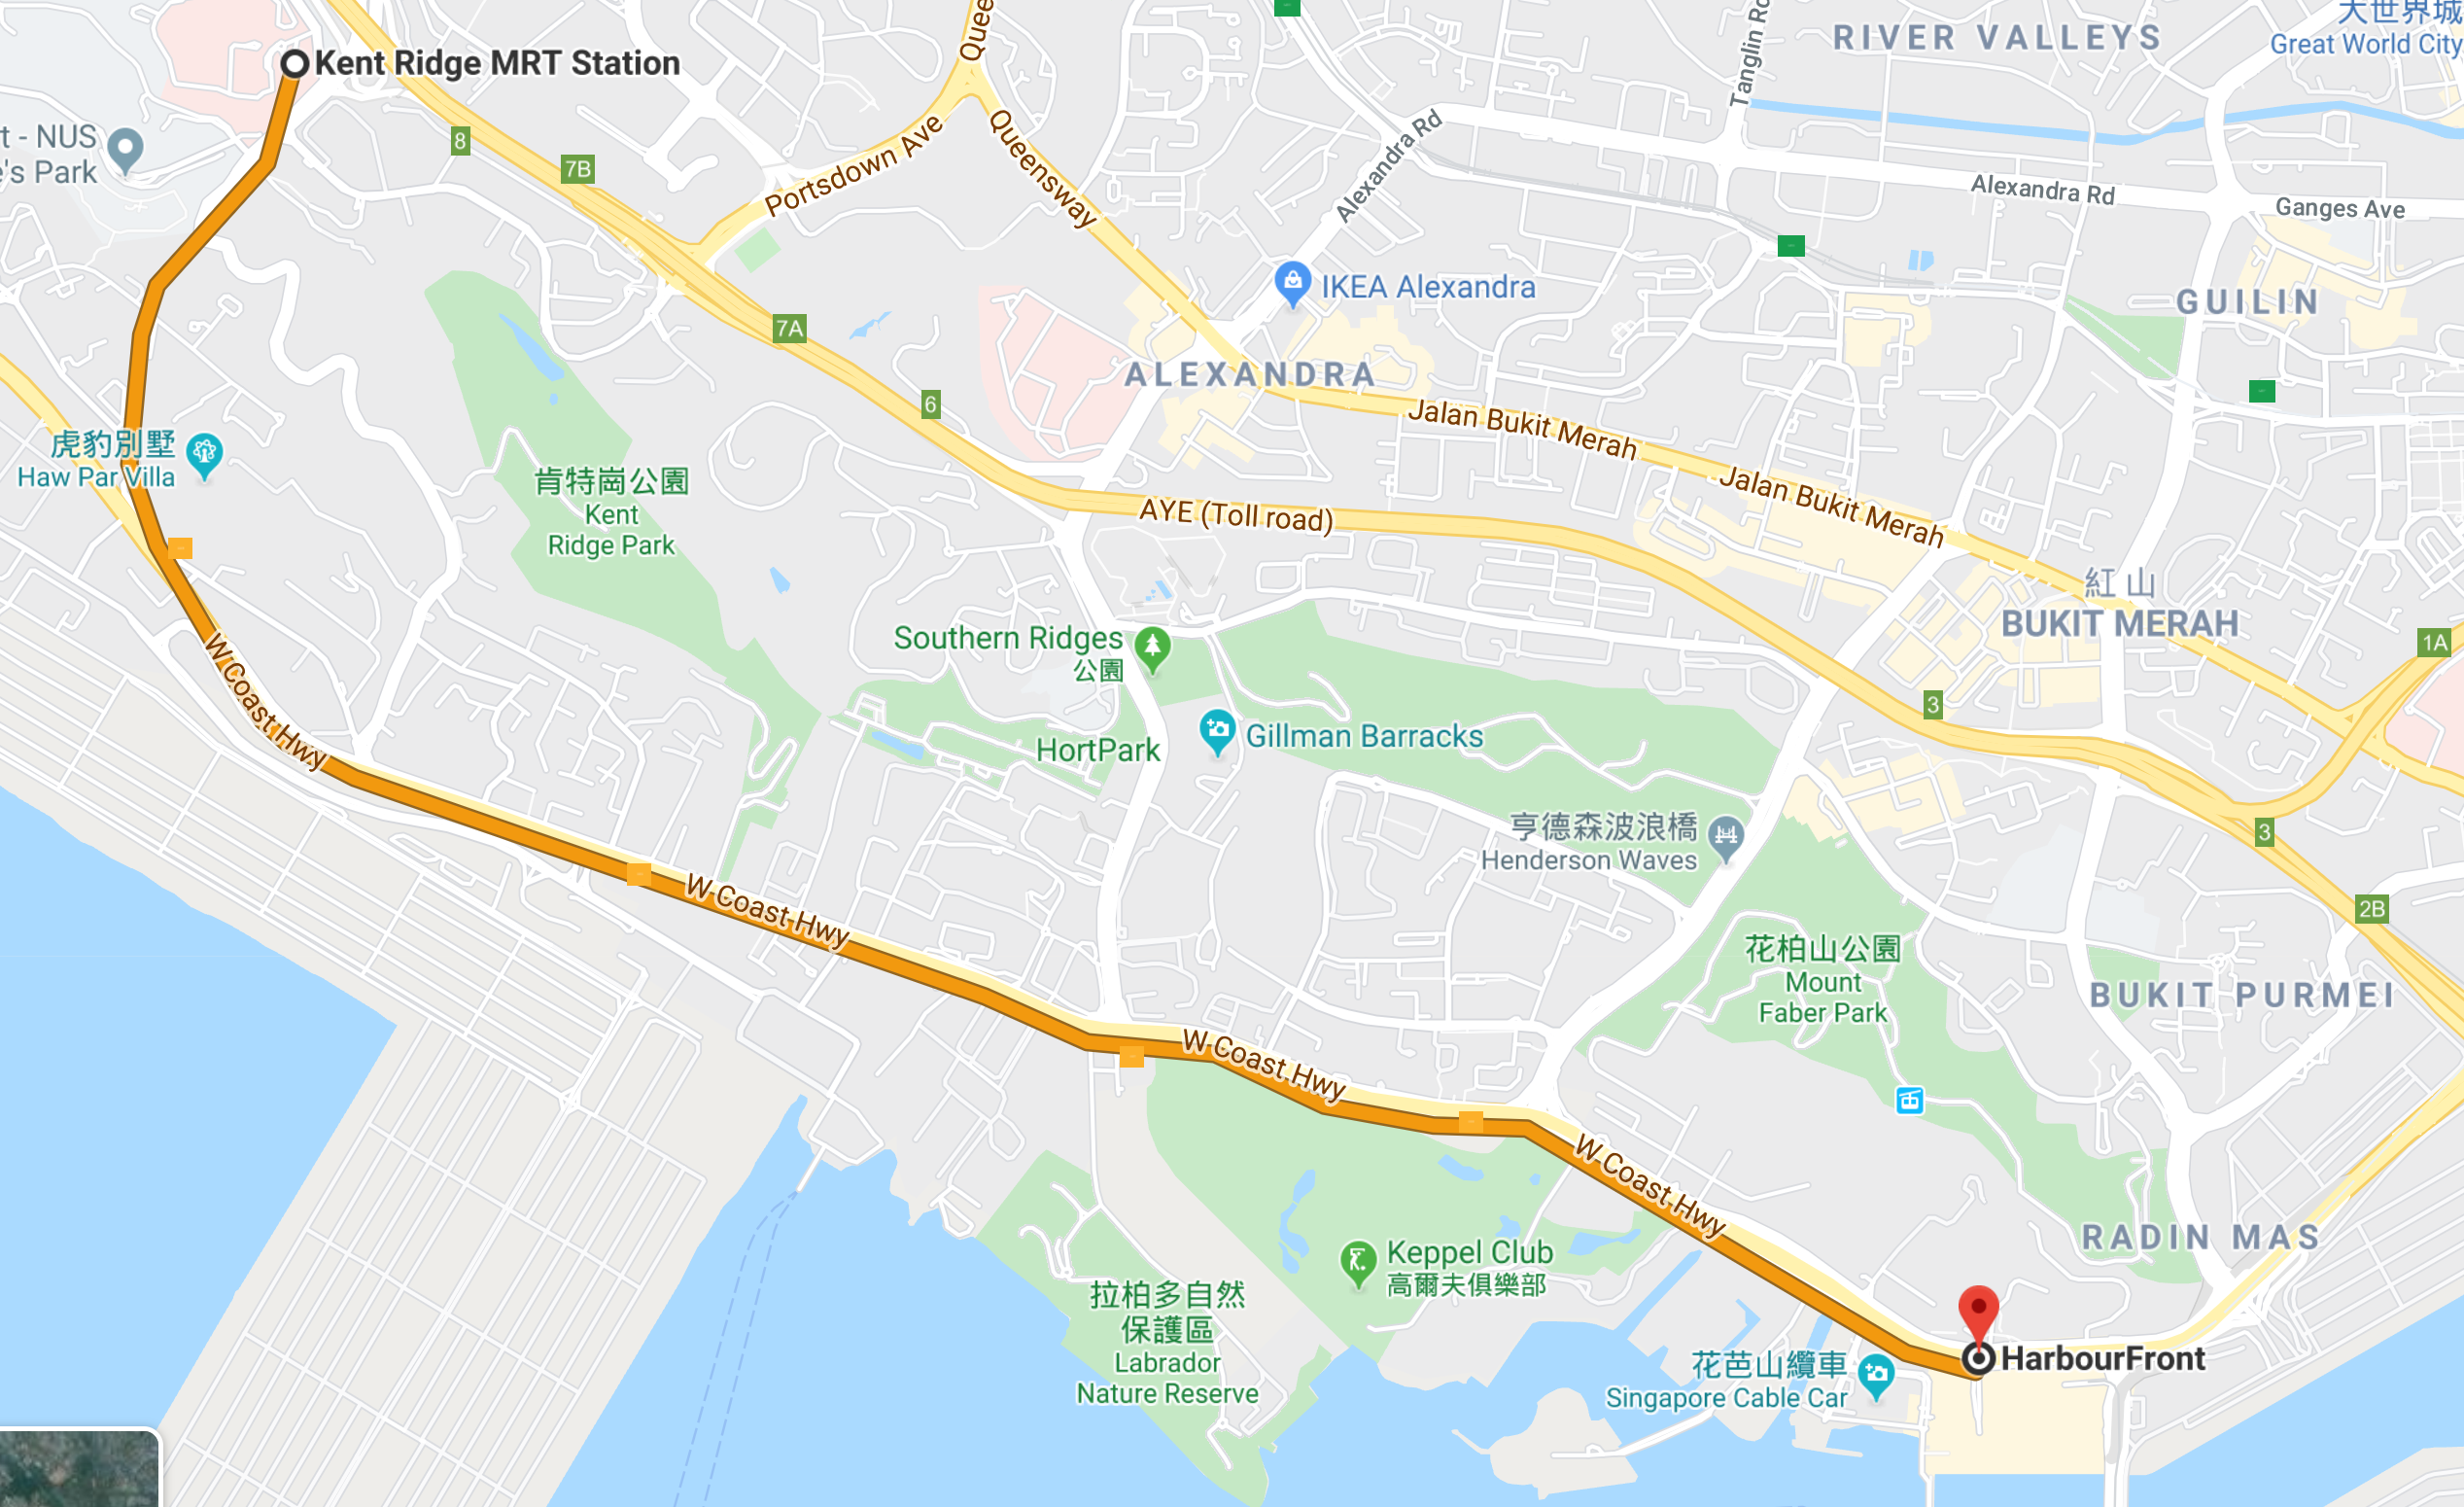 Kent Ridge MRT Station
RIVER VALLEYS
大世界城
Great World City
Tanglin Rd
Quee
t - NUS
e's Park
8
7B
Portsdown Ave
Queensway
Alexandra Rd
Alexandra Rd
Ganges Ave
IKEA Alexandra
GUILIN
7A
ALEXANDRA
6
Jalan Bukit Merah
Jalan Bukit Merah
虎豹別墅
Haw Par Villa
肯特崗公園
Kent
Ridge Park
AYE (Toll road)
紅山
BUKIT MERAH
1A
Southern Ridges
公園
W Coast Hwy
3
HortPark
Gillman Barracks
亨德森波浪橋
Henderson Waves
3
W Coast Hwy
2B
花柏山公園
Mount
Faber Park
BUKIT PURMEI
W Coast Hwy
W Coast Hwy
RADIN MAS
Keppel Club
高爾夫俱樂部
拉柏多自然
保護區
Labrador
Nature Reserve
花芭山纜車
Singapore Cable Car
HarbourFront